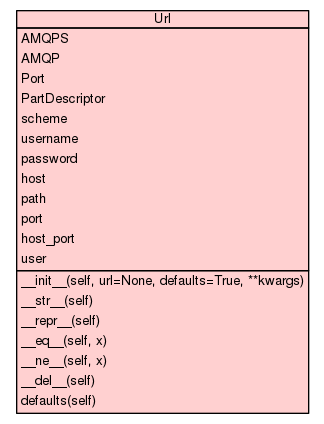 Url
AMQPS
AMQP
Port
PartDescriptor
scheme
username
password
host
path
port
host_port
user
__init__(self, url=None, defaults=True, **kwargs)
__str__(self)
__repr__(self)
__eq__(self, x)
__ne__(self, x)
__del__(self)
defaults(self)